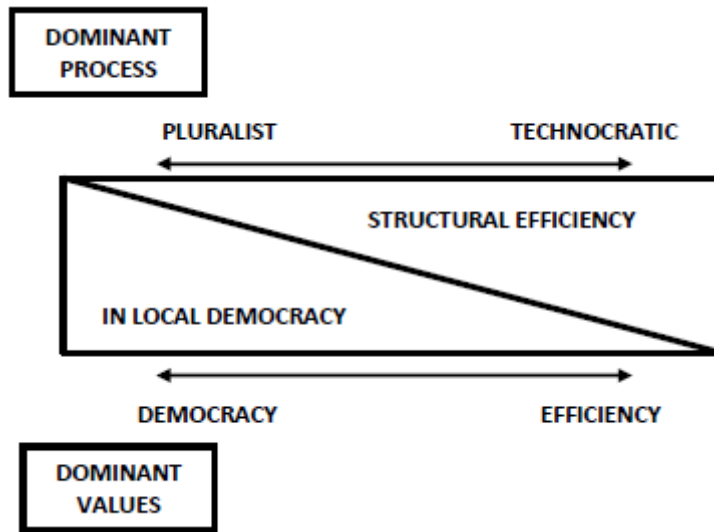 DOMINANT
PROCESS
PLURALIST TECHNOCRATIC
STRUCTURAL EFFICIENCY
IN LOCAL DEMOCRACY
DEMOCRACY EFFICIENCY
DOMINANT
VALUES